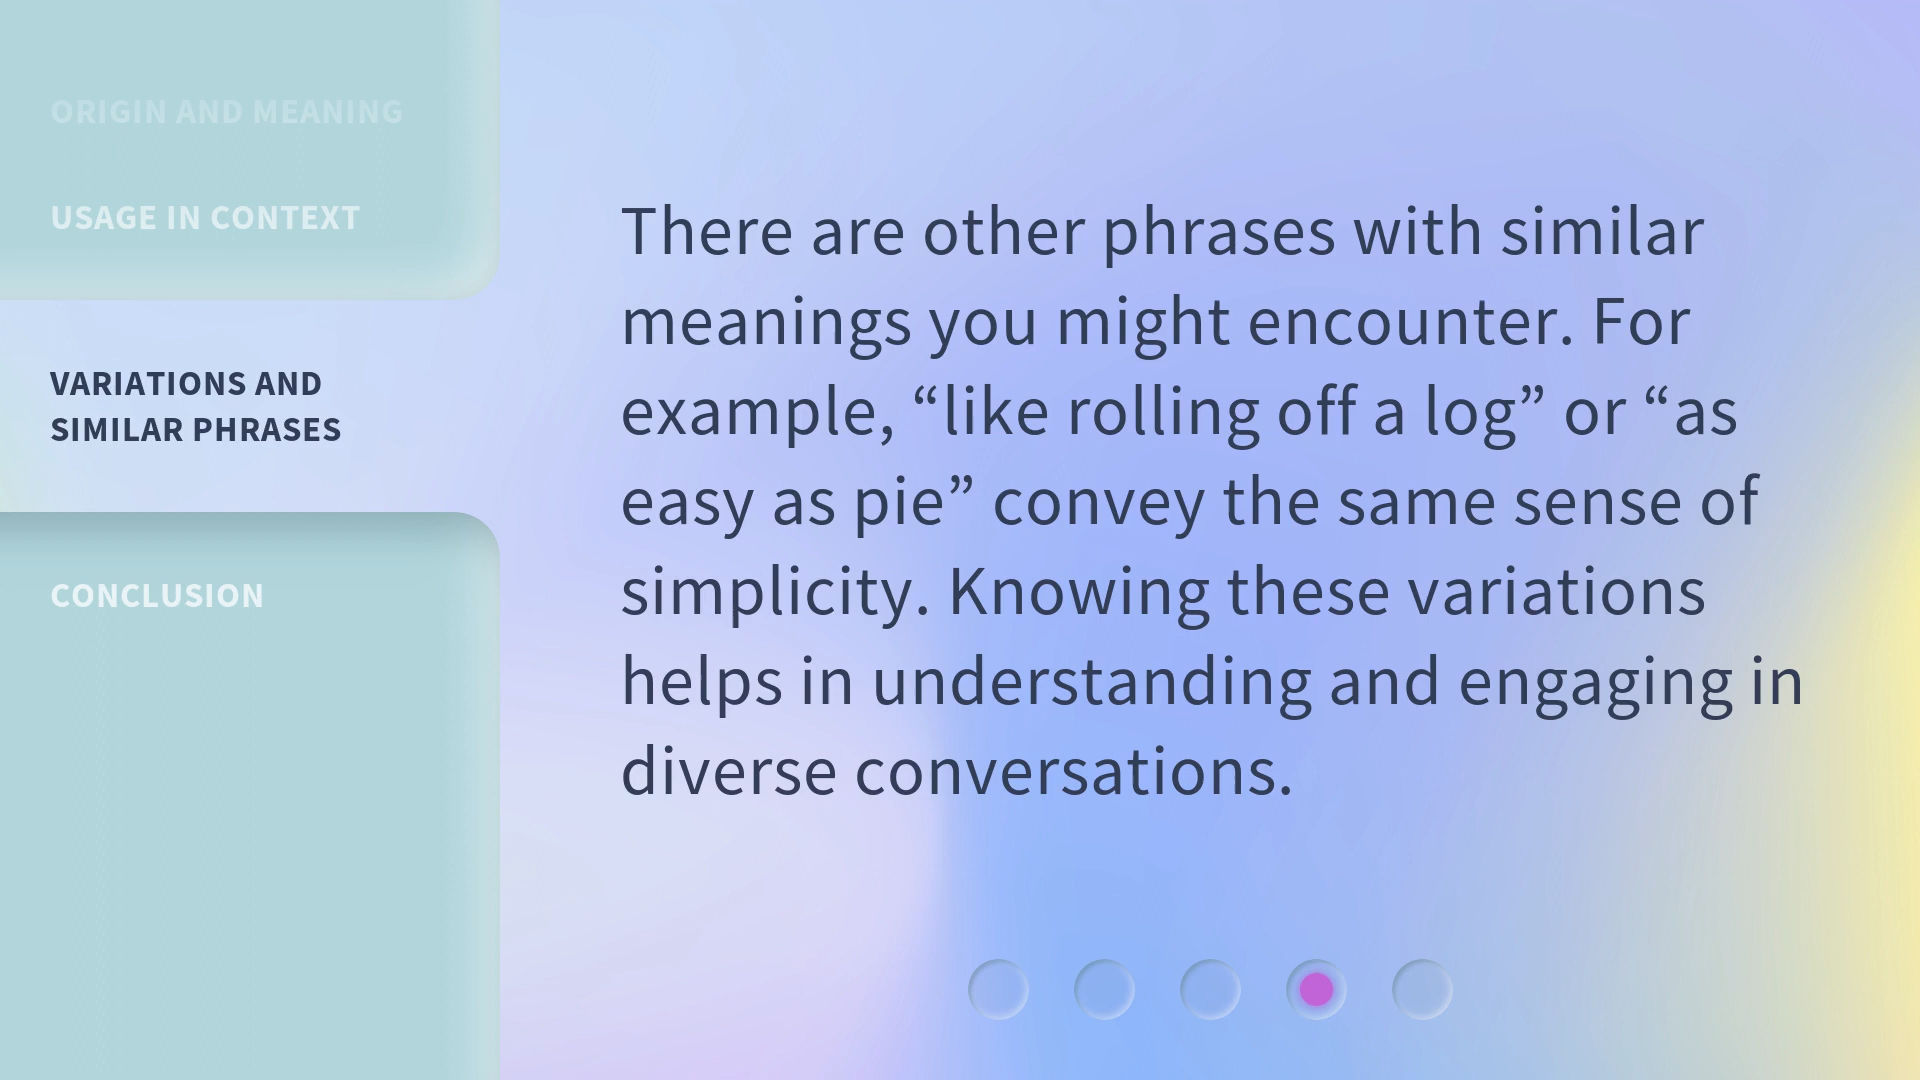 ORIGIN AND MEANING
USAGE IN CONTEXT
VARIATIONS AND
SIMILAR PHRASES
CONCLUSION
There are other phrases with similar
meanings you might encounter. For
example, “like rolling off a log” or “as
easy as pie” convey the same sense of
simplicity. Knowing these variations
helps in understanding and engaging in
diverse conversations.